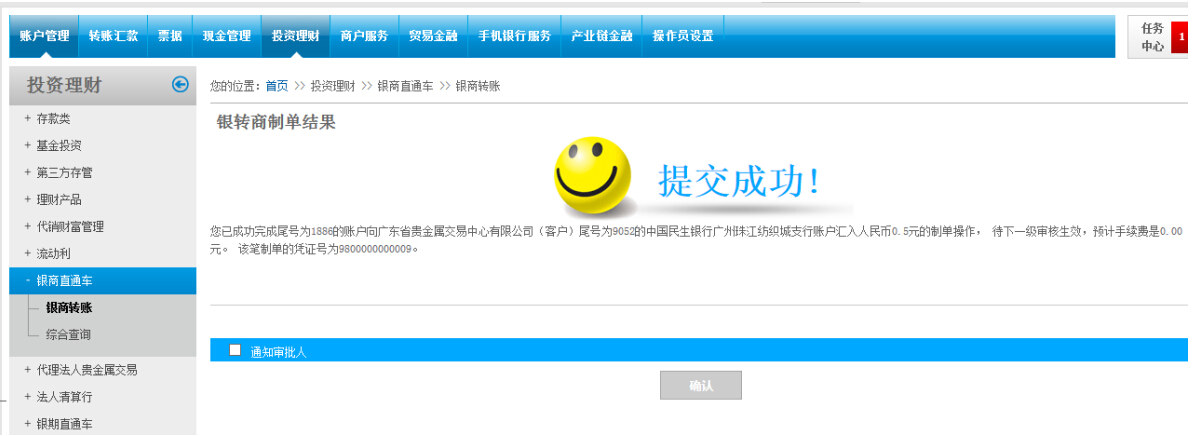 账户管理 转账汇款 票据 现金管理 投资理财 商户服务 贸易金融 手机银行服务 产业链金融 操作员设置
任务
中心 1
投资理财
您的位置：首页 >> 投资理财 >> 银商直通车 >> 银商转账
+ 存款类
+ 基金投资
+ 第三方存管
+ 理财产品
+ 代销财富管理
+ 流动利
- 银商直通车
银商转账
综合查询
+ 代理法人贵金属交易
+ 法人清算行
+ 银期直通车
银转商制单结果
提交成功！
您已成功完成尾号为1886的账户向广东省贵金属交易中心有限公司（客户）尾号为9052的中国民生银行广州珠江纺织城支行账户汇入人民币0.5元的制单操作， 待下一级审核生效，预计手续费是0.00
元。 该笔制单的凭证号为9800000000009。
通知审批人
确认